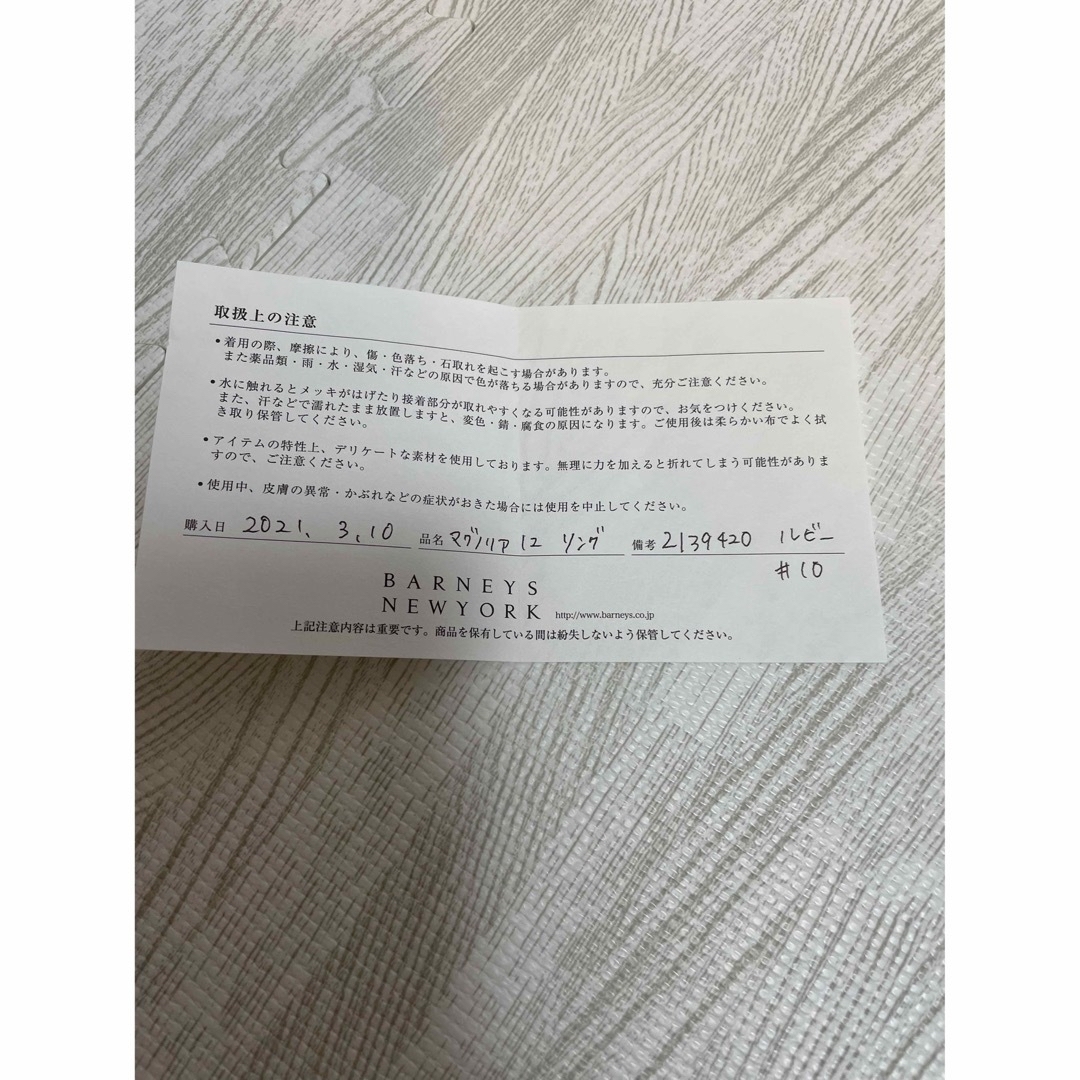 取扱上の注意
•着用の際、摩擦により、傷・色落ち・石取れを起こす場合があります。
また薬品類・雨・水・湿気・汗などの原因で色が落ちる場合がありますので、充分ご注意ください。
•水に触れるとメッキがはげたり接着部分が取れやすくなる可能性がありますので、お気をつけください。
また、汗などで濡れたまま放置しますと、変色・錆・腐食の原因になります。ご使用後は柔らかい布でよく拭
き取り保管してください。
•アイテムの特性上、デリケートな素材を使用しております。無理に力を加えると折れてしまう可能性がありま
すので、ご注意ください。
•使用中、皮膚の異常・かぶれなどの症状がおきた場合には使用を中止してください。
購入日 2021. 3.10 品名 マグノリア12 リング 備考 2139420 ルビー
#10
BARNEYS
NEWYORK http://www.barneys.co.jp
上記注意内容は重要です。商品を保有している間は紛失しないよう保管してください。